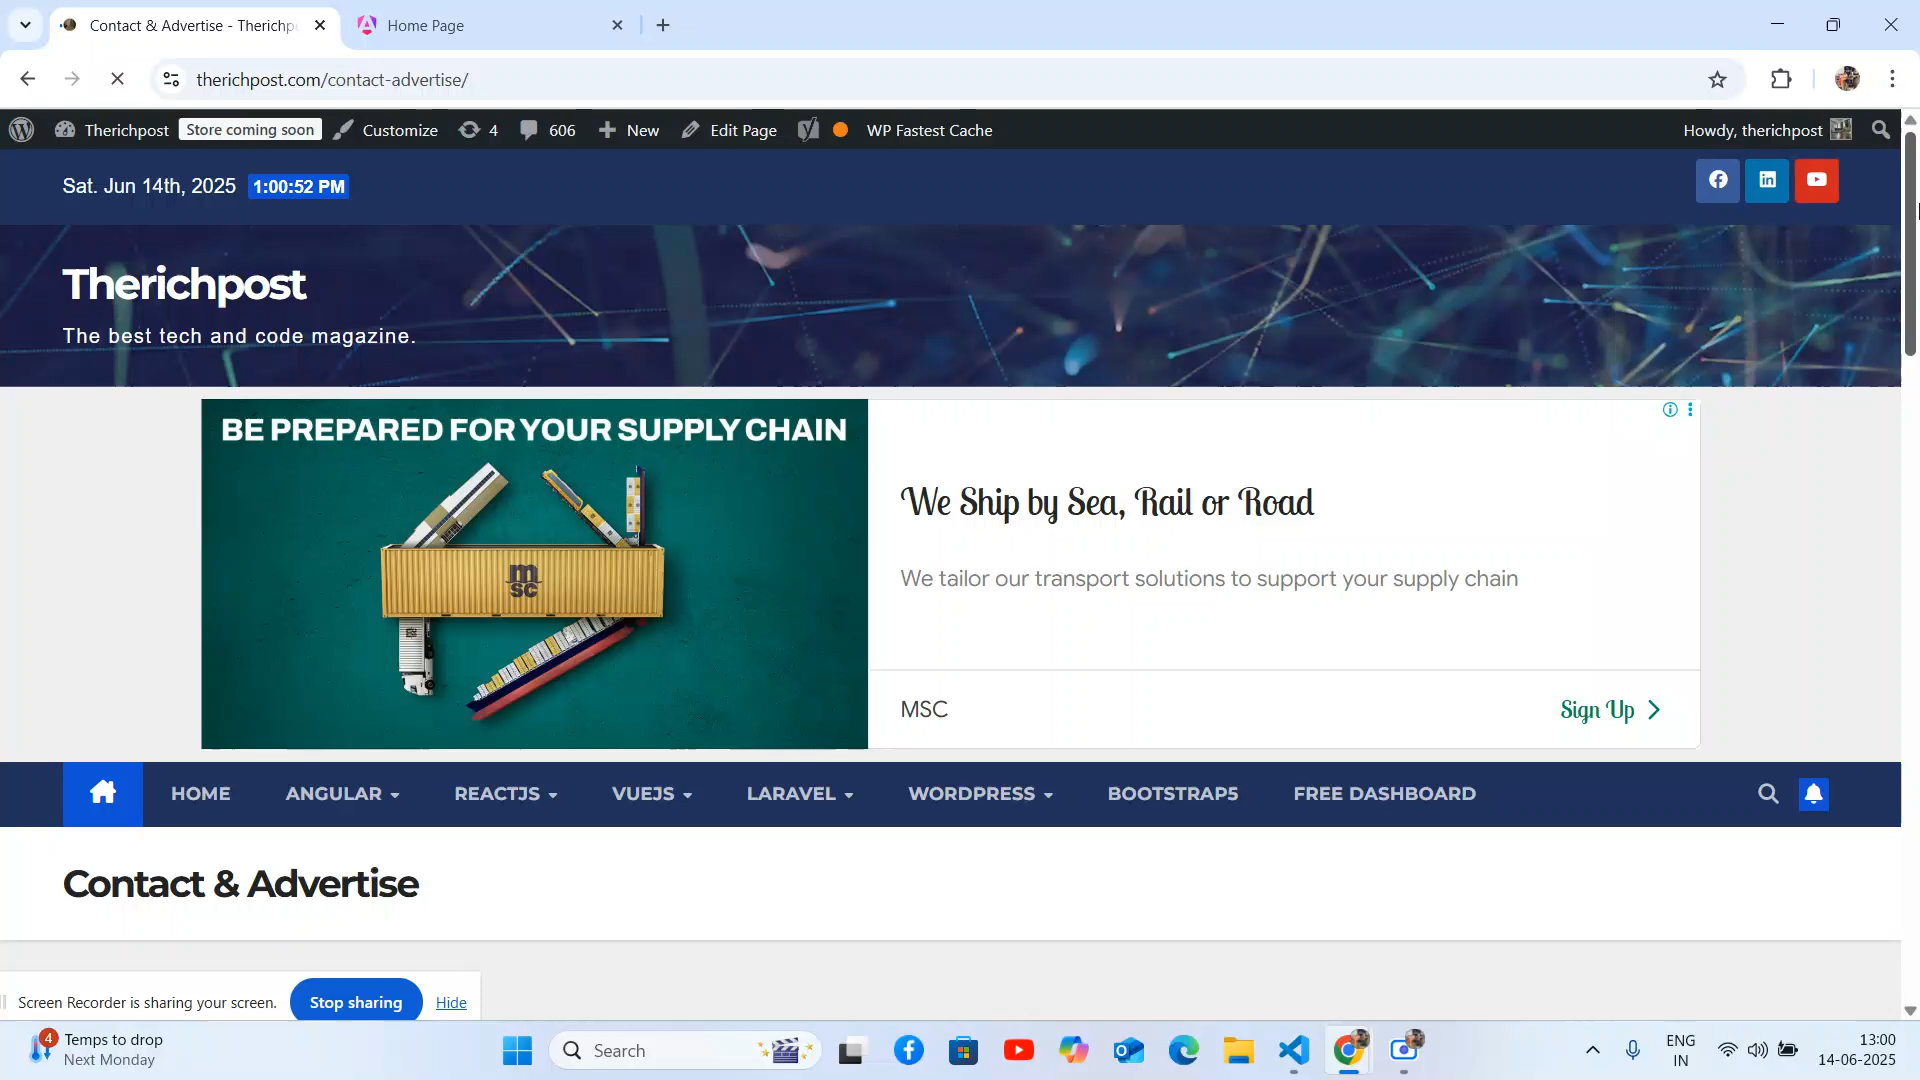 Contact & Advertise - Therichp
Home Page
therichpost.com/contact-advertise/
Therichpost
Store coming soon
Customize
4
606
New
Edit Page
WP Fastest Cache
Howdy, therichpost
Sat. Jun 14th, 2025 1:00:52 PM
Therichpost
The best tech and code magazine.
BE PREPARED FOR YOUR SUPPLY CHAIN
msc
We Ship by Sea, Rail or Road
We tailor our transport solutions to support your supply chain
MSC
Sign Up
HOME
ANGULAR
REACTJS
VUEJS
LARAVEL
WORDPRESS
BOOTSTRAP5
FREE DASHBOARD
Contact & Advertise
Screen Recorder is sharing your screen.
Stop sharing
Hide
4
Temps to drop
Next Monday
Search
ENG
IN
13:00
14-06-2025